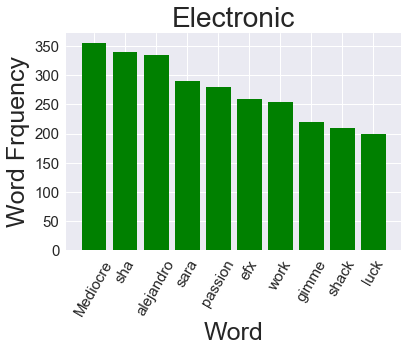 Electronic
Word Frquency
350
300
250
200
150
100
50
0
Mediocre
sha
alejandro
sara
passion
efx
work
gimme
shack
luck
Word